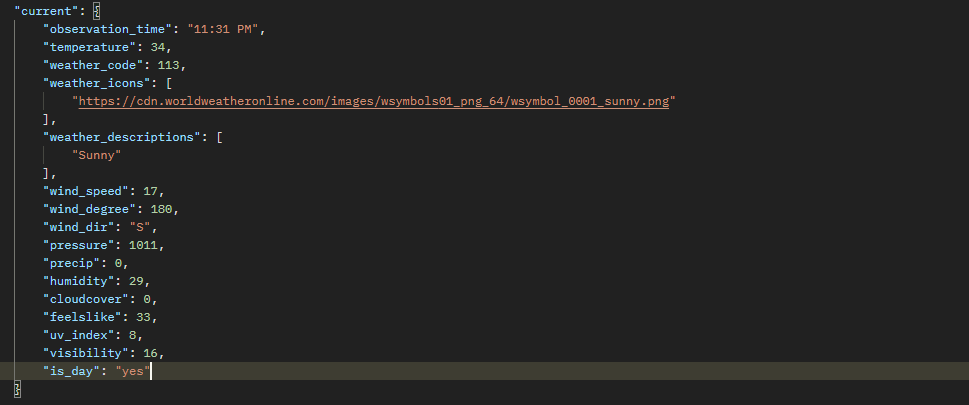 "current": {
"observation_time": "11:31 PM",
"temperature": 34,
"weather_code": 113,
"weather_icons": [
"https://cdn.worldweatheronline.com/images/wsymbols01_png_64/wsymbol_0001_sunny.png"
],
"weather_descriptions": [
"Sunny"
],
"wind_speed": 17,
"wind_degree": 180,
"wind_dir": "S",
"pressure": 1011,
"precip": 0,
"humidity": 29,
"cloudcover": 0,
"feelslike": 33,
"uv_index": 8,
"visibility": 16,
"is_day": "yes"
}